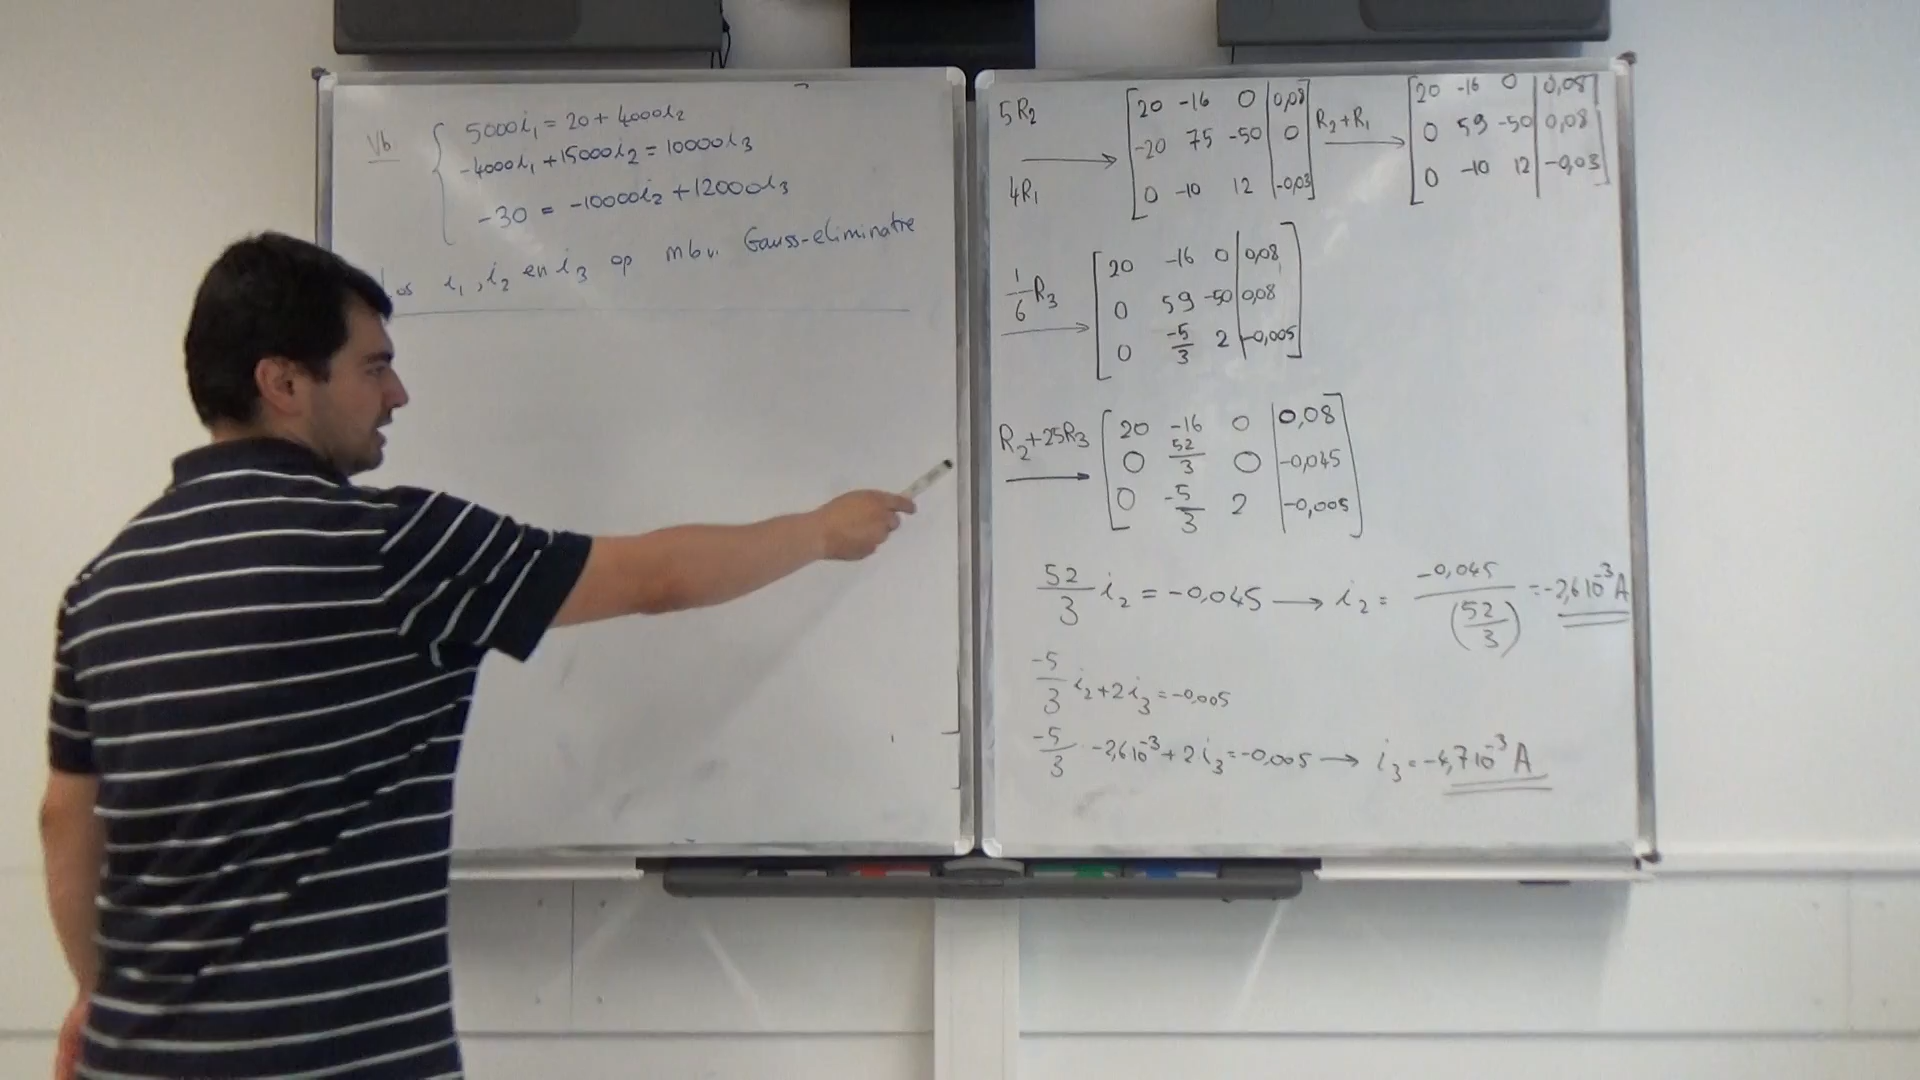 Vb
5000i₁ = 20 + 4000i₂
-4000i₁ + 15000i₂ = 10000i₃
-30 = -10000i₂ + 12000i₃
i₁, i₂ en i₃ op mbv. Gauss-eliminatie
5R₂
4R₁
20 -16 0 | 0,08
-20 75 -50 | 0
0 -10 12 | -0,03
R₂+R₁
20 -16 0 | 0,08
0 59 -50 | 0,08
0 -10 12 | -0,03
1/6 R₃
20 -16 0 | 0,08
0 59 -50 | 0,08
0 -5/3 2 | -0,005
R₂+25R₃
20 -16 0 | 0,08
0 52/3 0 | -0,045
0 -5/3 2 | -0,005
52/3 i₂ = -0,045 → i₂ = -0,045/(52/3) = -2,6 10⁻³ A
-5/3 i₂ + 2i₃ = -0,005
-5/3 · -2,6 10⁻³ + 2 · i₃ = -0,005 → i₃ = -4,7 10⁻³ A